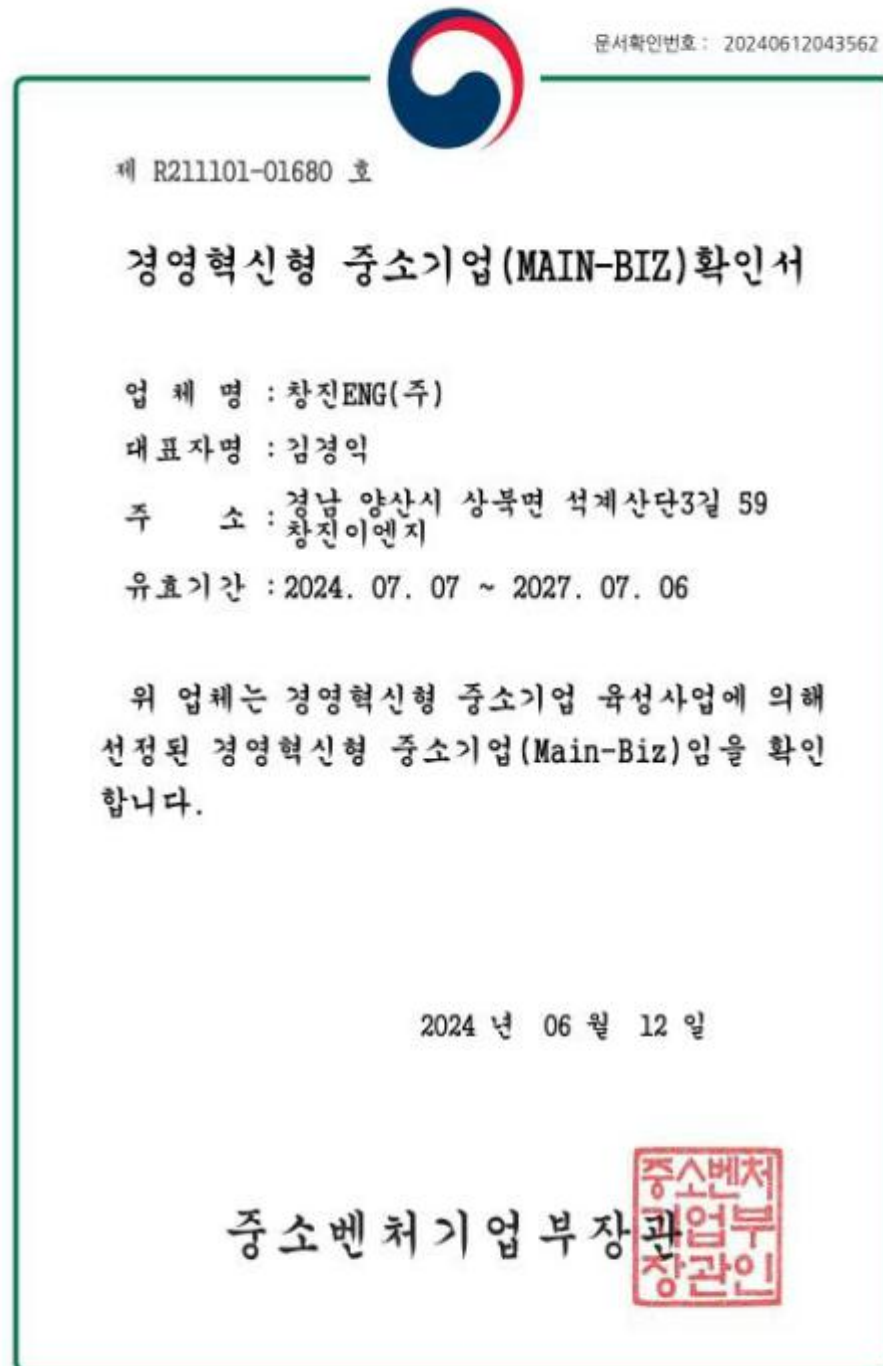 문서확인번호 : 20240612043562
제 R211101-01680 호
경영혁신형 중소기업(MAIN-BIZ)확인서
업 체 명 : 창진ENG(주)
대표자명 : 김경익
주 소 : 경남 양산시 상북면 석계산단3길 59
창진이엔지
유효기간 : 2024. 07. 07 ~ 2027. 07. 06
위 업체는 경영혁신형 중소기업 육성사업에 의해
선정된 경영혁신형 중소기업(Main-Biz)임을 확인
합니다.
2024 년 06 월 12 일
중소벤처기업부장관
중소벤처
기업부
장관인